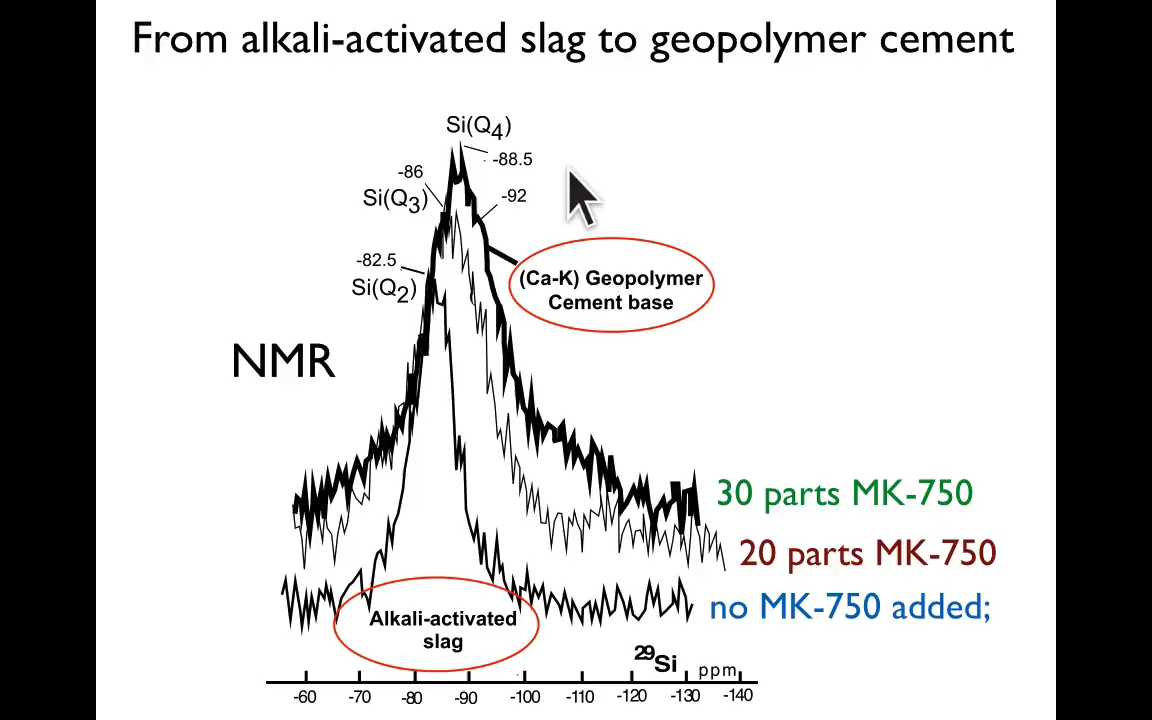 From alkali-activated slag to geopolymer cement
Si(Q4)
-88.5
-86
Si(Q3)
-92
-82.5
Si(Q2)
(Ca-K) Geopolymer
Cement base
NMR
30 parts MK-750
20 parts MK-750
no MK-750 added;
Alkali-activated
slag
29Si ppm
-60 -70 -80 -90 -100 -110 -120 -130 -140